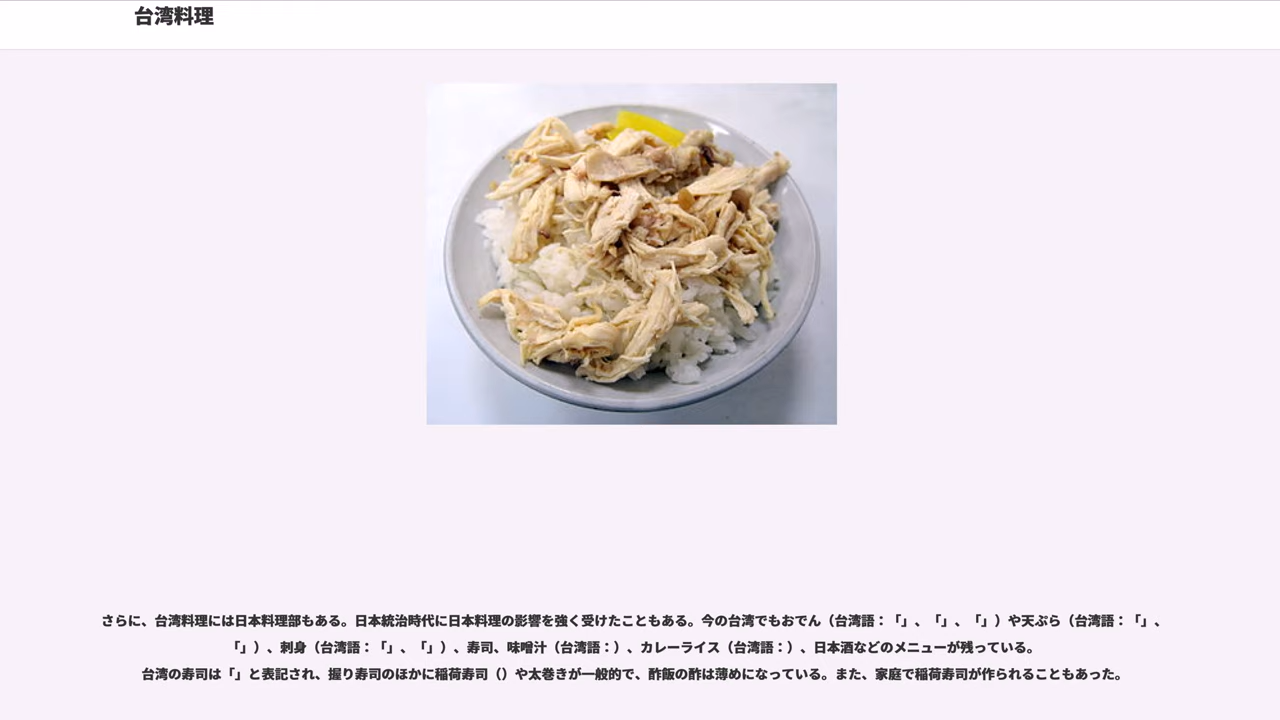 台湾料理
さらに、台湾料理には日本料理部もある。日本統治時代に日本料理の影響を強く受けたこともある。今の台湾でもおでん（台湾語：「」、「」、「」）や天ぷら（台湾語：「」、
「」）、刺身（台湾語：「」、「」）、寿司、味噌汁（台湾語：）、カレーライス（台湾語：）、日本酒などのメニューが残っている。
台湾の寿司は「」と表記され、握り寿司のほかに稲荷寿司（）や太巻きが一般的で、酢飯の酢は薄めになっている。また、家庭で稲荷寿司が作られることもあった。